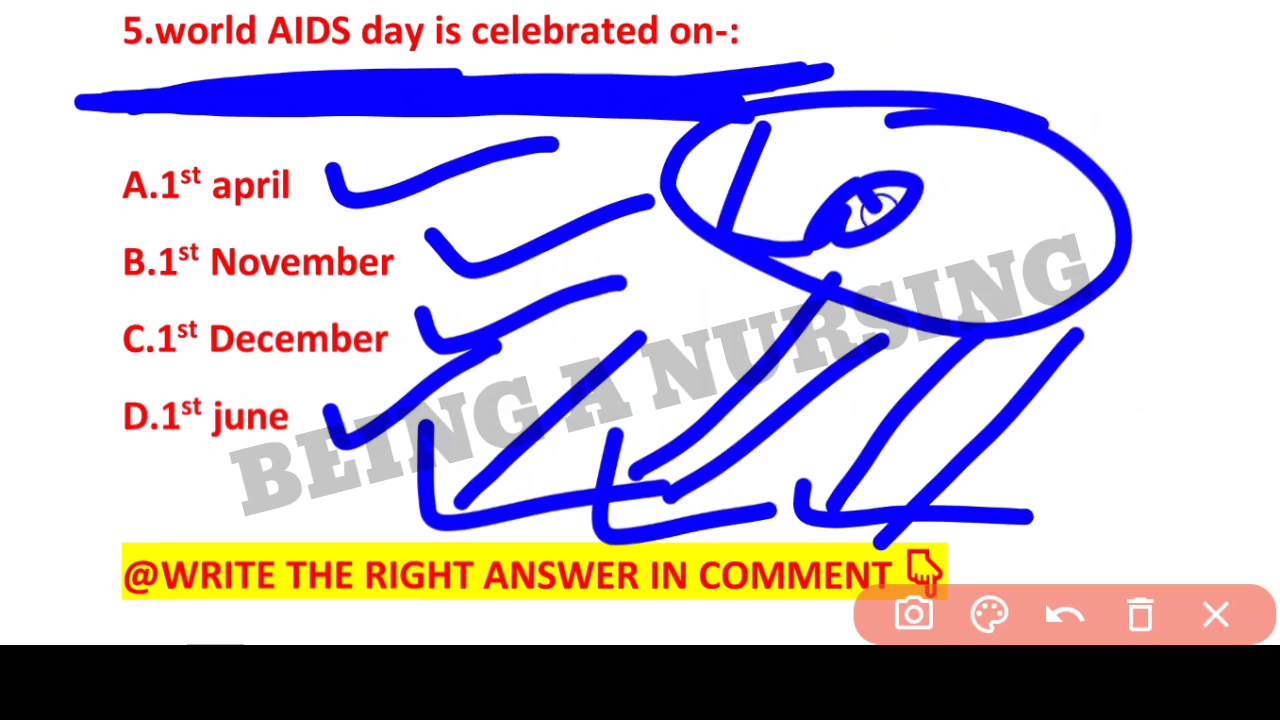 5.world AIDS day is celebrated on-:
A.1st april
B.1st November
C.1st December
D.1st june
BEING A NURSING
@WRITE THE RIGHT ANSWER IN COMMENT